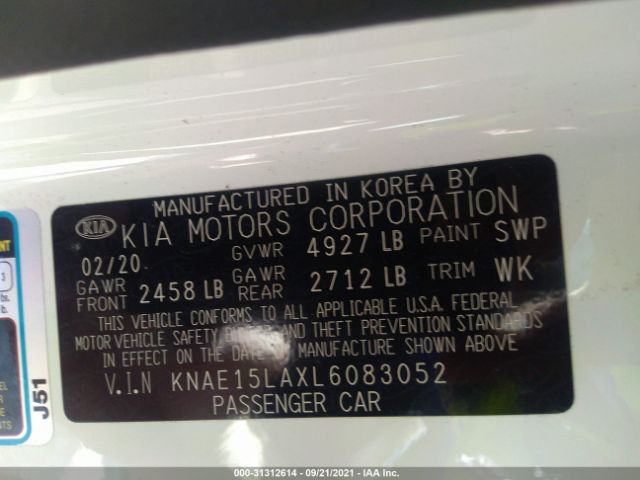 MANUFACTURED IN KOREA BY
KIA KIA MOTORS CORPORATION
02/20 GVWR 4927 LB PAINT SWP
GAWR FRONT 2458 LB GAWR REAR 2712 LB TRIM WK
THIS VEHICLE CONFORMS TO ALL APPLICABLE U.S.A. FEDERAL
MOTOR VEHICLE SAFETY, BUMPER AND THEFT PREVENTION STANDARDS
IN EFFECT ON THE DATE OF MANUFACTURE SHOWN ABOVE
V.I.N KNAE15LAXL6083052
PASSENGER CAR
J51
3
lbs.
000-31312614 - 09/21/2021 - IAA Inc.